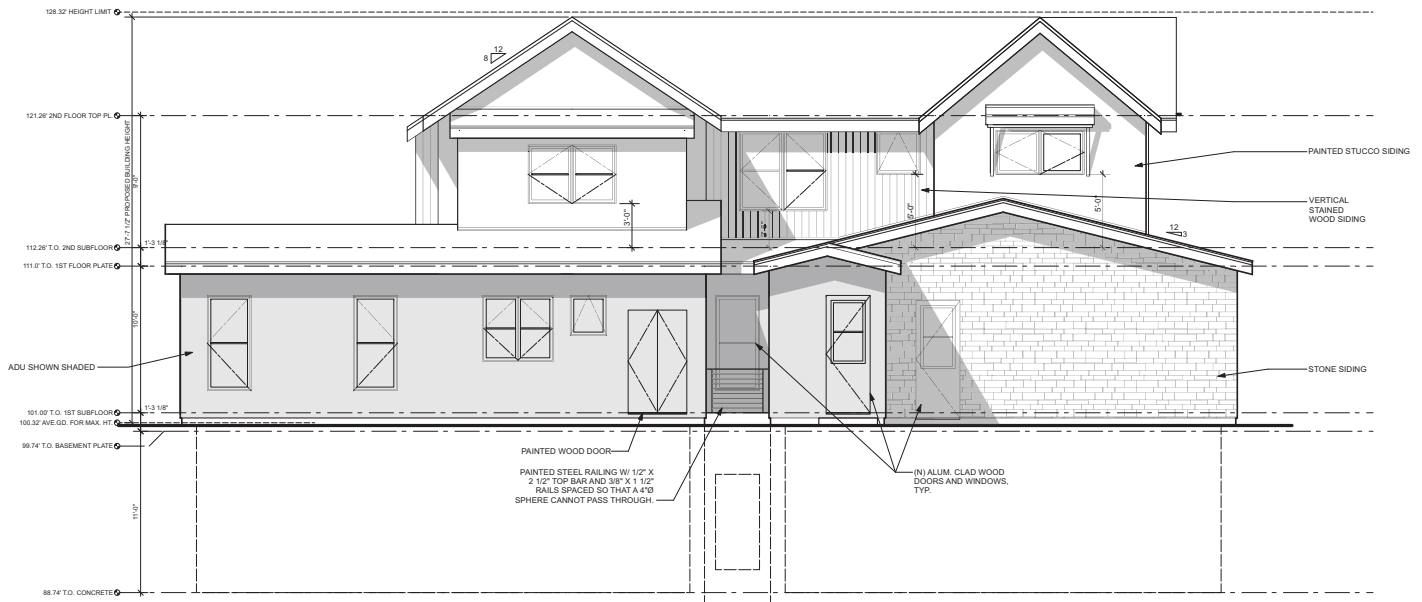 128.32' HEIGHT LIMIT
12
8
121.26' 2ND FLOOR TOP PL.
27'-7 1/2" PROPOSED BUILDING HEIGHT
9'-0"
PAINTED STUCCO SIDING
VERTICAL
STAINED
WOOD SIDING
3'-0"
5'-0"
5'-0"
12
3
1'-3 1/8"
112.26' T.O. 2ND SUBFLOOR
111.0' T.O. 1ST FLOOR PLATE
10'-0"
ADU SHOWN SHADED
STONE SIDING
1'-3 1/8"
101.00' T.O. 1ST SUBFLOOR
100.32' AVE.GD. FOR MAX. HT.
99.74' T.O. BASEMENT PLATE
PAINTED WOOD DOOR
PAINTED STEEL RAILING W/ 1/2" X
2 1/2" TOP BAR AND 3/8" X 1 1/2"
RAILS SPACED SO THAT A 4"Ø
SPHERE CANNOT PASS THROUGH.
(N) ALUM. CLAD WOOD
DOORS AND WINDOWS,
TYP.
11'-0"
88.74' T.O. CONCRETE